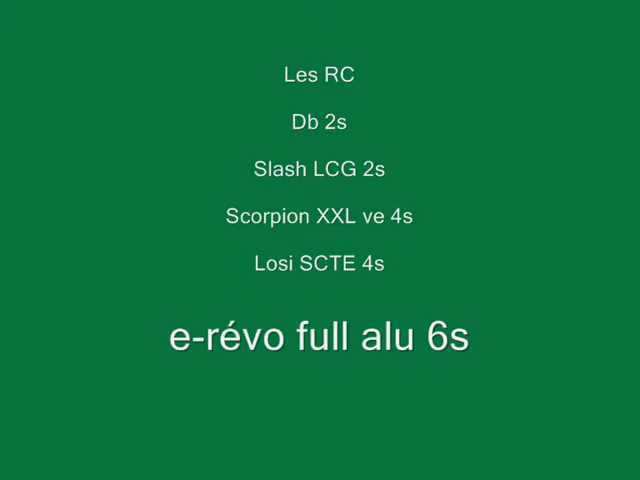 Les RC
Db 2s
Slash LCG 2s
Scorpion XXL ve 4s
Losi SCTE 4s
e-révo full alu 6s